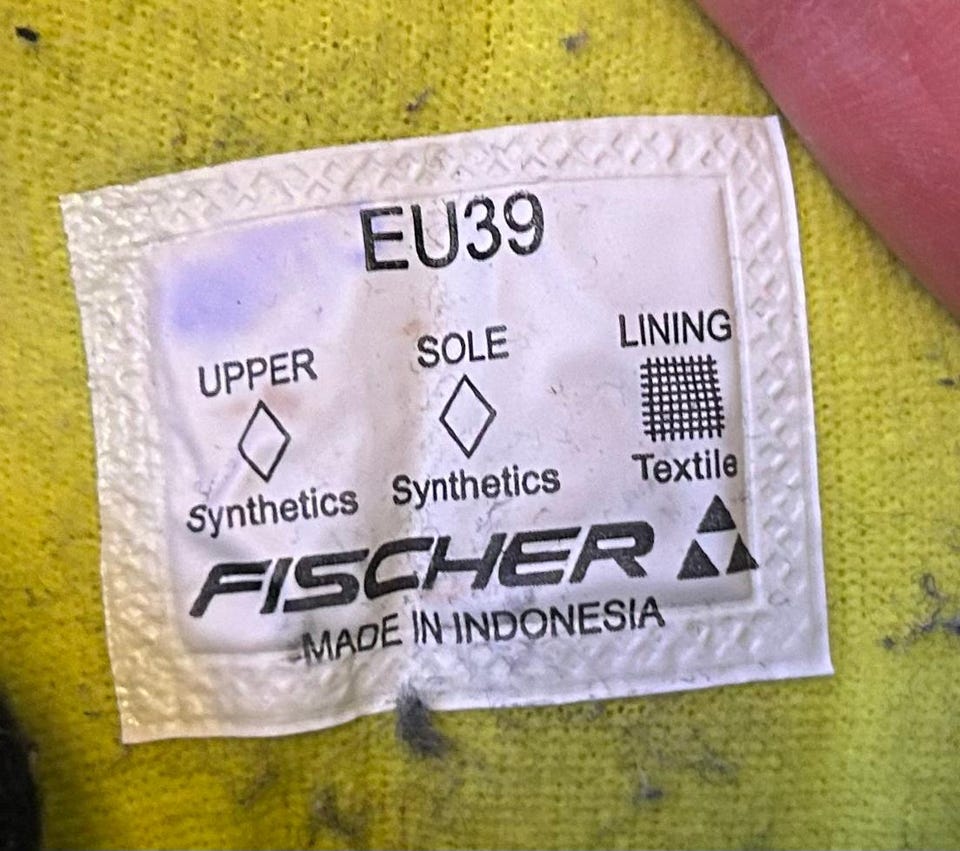 EU39
UPPER SOLE LINING
Synthetics Synthetics Textile
FISCHER
MADE IN INDONESIA